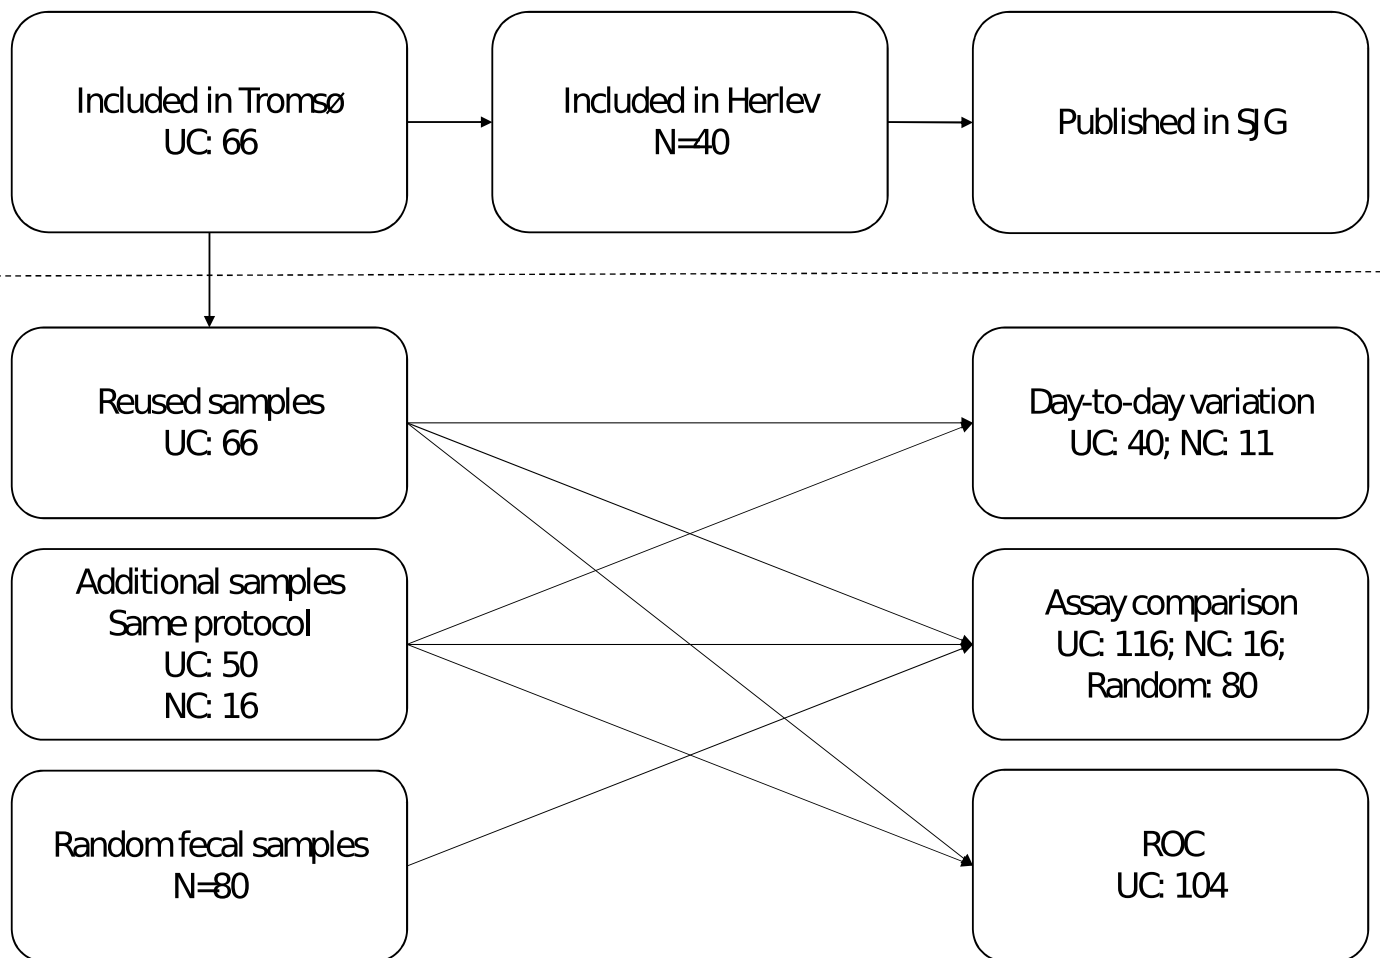 Included in Tromsø
UC: 66
Included in Herlev
N=40
Published in SJG
Reused samples
UC: 66
Day-to-day variation
UC: 40; NC: 11
Additional samples
Same protocol
UC: 50
NC: 16
Assay comparison
UC: 116; NC: 16;
Random: 80
Random fecal samples
N=80
ROC
UC: 104